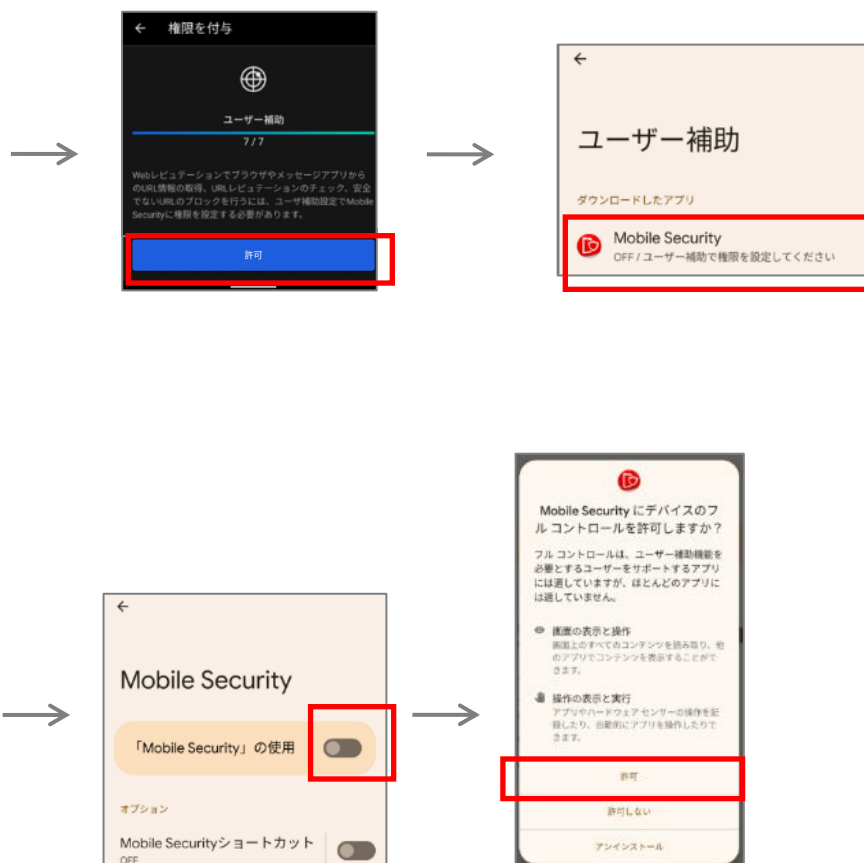 ← 権限を付与
ユーザー補助
7 / 7
Webレピュテーションでブラウザやメッセージアプリから
のURL情報の取得、URLレピュテーションのチェック、安全
でないURLのブロックを行うには、ユーザ補助設定でMobile
Securityに権限を設定する必要があります。
許可
←
ユーザー補助
ダウンロードしたアプリ
Mobile Security
OFF / ユーザー補助で権限を設定してください
←
Mobile Security
「Mobile Security」の使用
オプション
Mobile Securityショートカット
OFF
Mobile Security にデバイスのフ
ル コントロールを許可しますか？
フル コントロールは、ユーザー補助機能を
必要とするユーザーをサポートするアプリ
には適していますが、ほとんどのアプリに
は適していません。
画面の表示と操作
画面上のすべてのコンテンツを読み取り、他
のアプリでコンテンツを表示することがで
きます。
操作の表示と実行
アプリやハードウェア センサーの操作を記
録したり、自動的にアプリを操作したりで
きます。
許可
許可しない
アンインストール